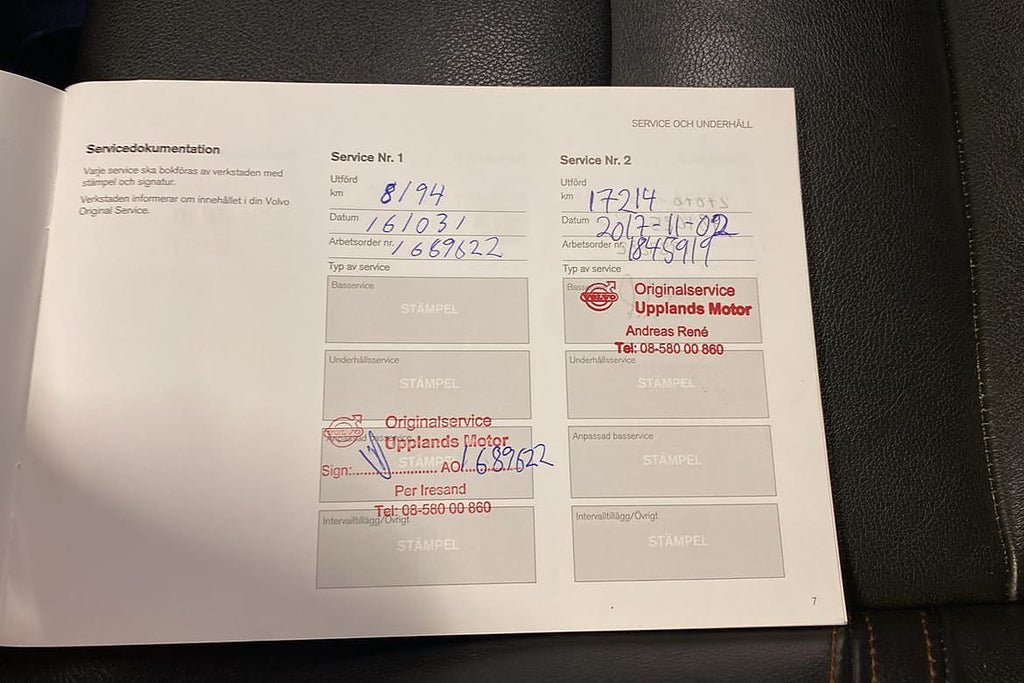 SERVICE OCH UNDERHÅLL
Servicedokumentation
Varje service ska bokföras av verkstaden med
stämpel och signatur.
Verkstaden informerar om innehållet i din Volvo
Original Service.
Service Nr. 1
Utförd
km 8194
Datum 161031
Arbetsorder nr. 1689622
Typ av service
Basservice
STÄMPEL
Underhållsservice
STÄMPEL
VOLVO
Originalservice
Upplands Motor
Anpassad basservice
STÄMPEL
Sign:................ AO:.......... 1689622
Per Iresand
Tel: 08-580 00 860
Intervalltillägg/Övrigt
STÄMPEL
Service Nr. 2
Utförd
km 17214
Datum 2017-11-02
Arbetsorder nr. 1845919
Typ av service
VOLVO
Originalservice
Upplands Motor
Andreas René
Tel: 08-580 00 860
Underhållsservice
STÄMPEL
Anpassad basservice
STÄMPEL
Intervalltillägg/Övrigt
STÄMPEL
7